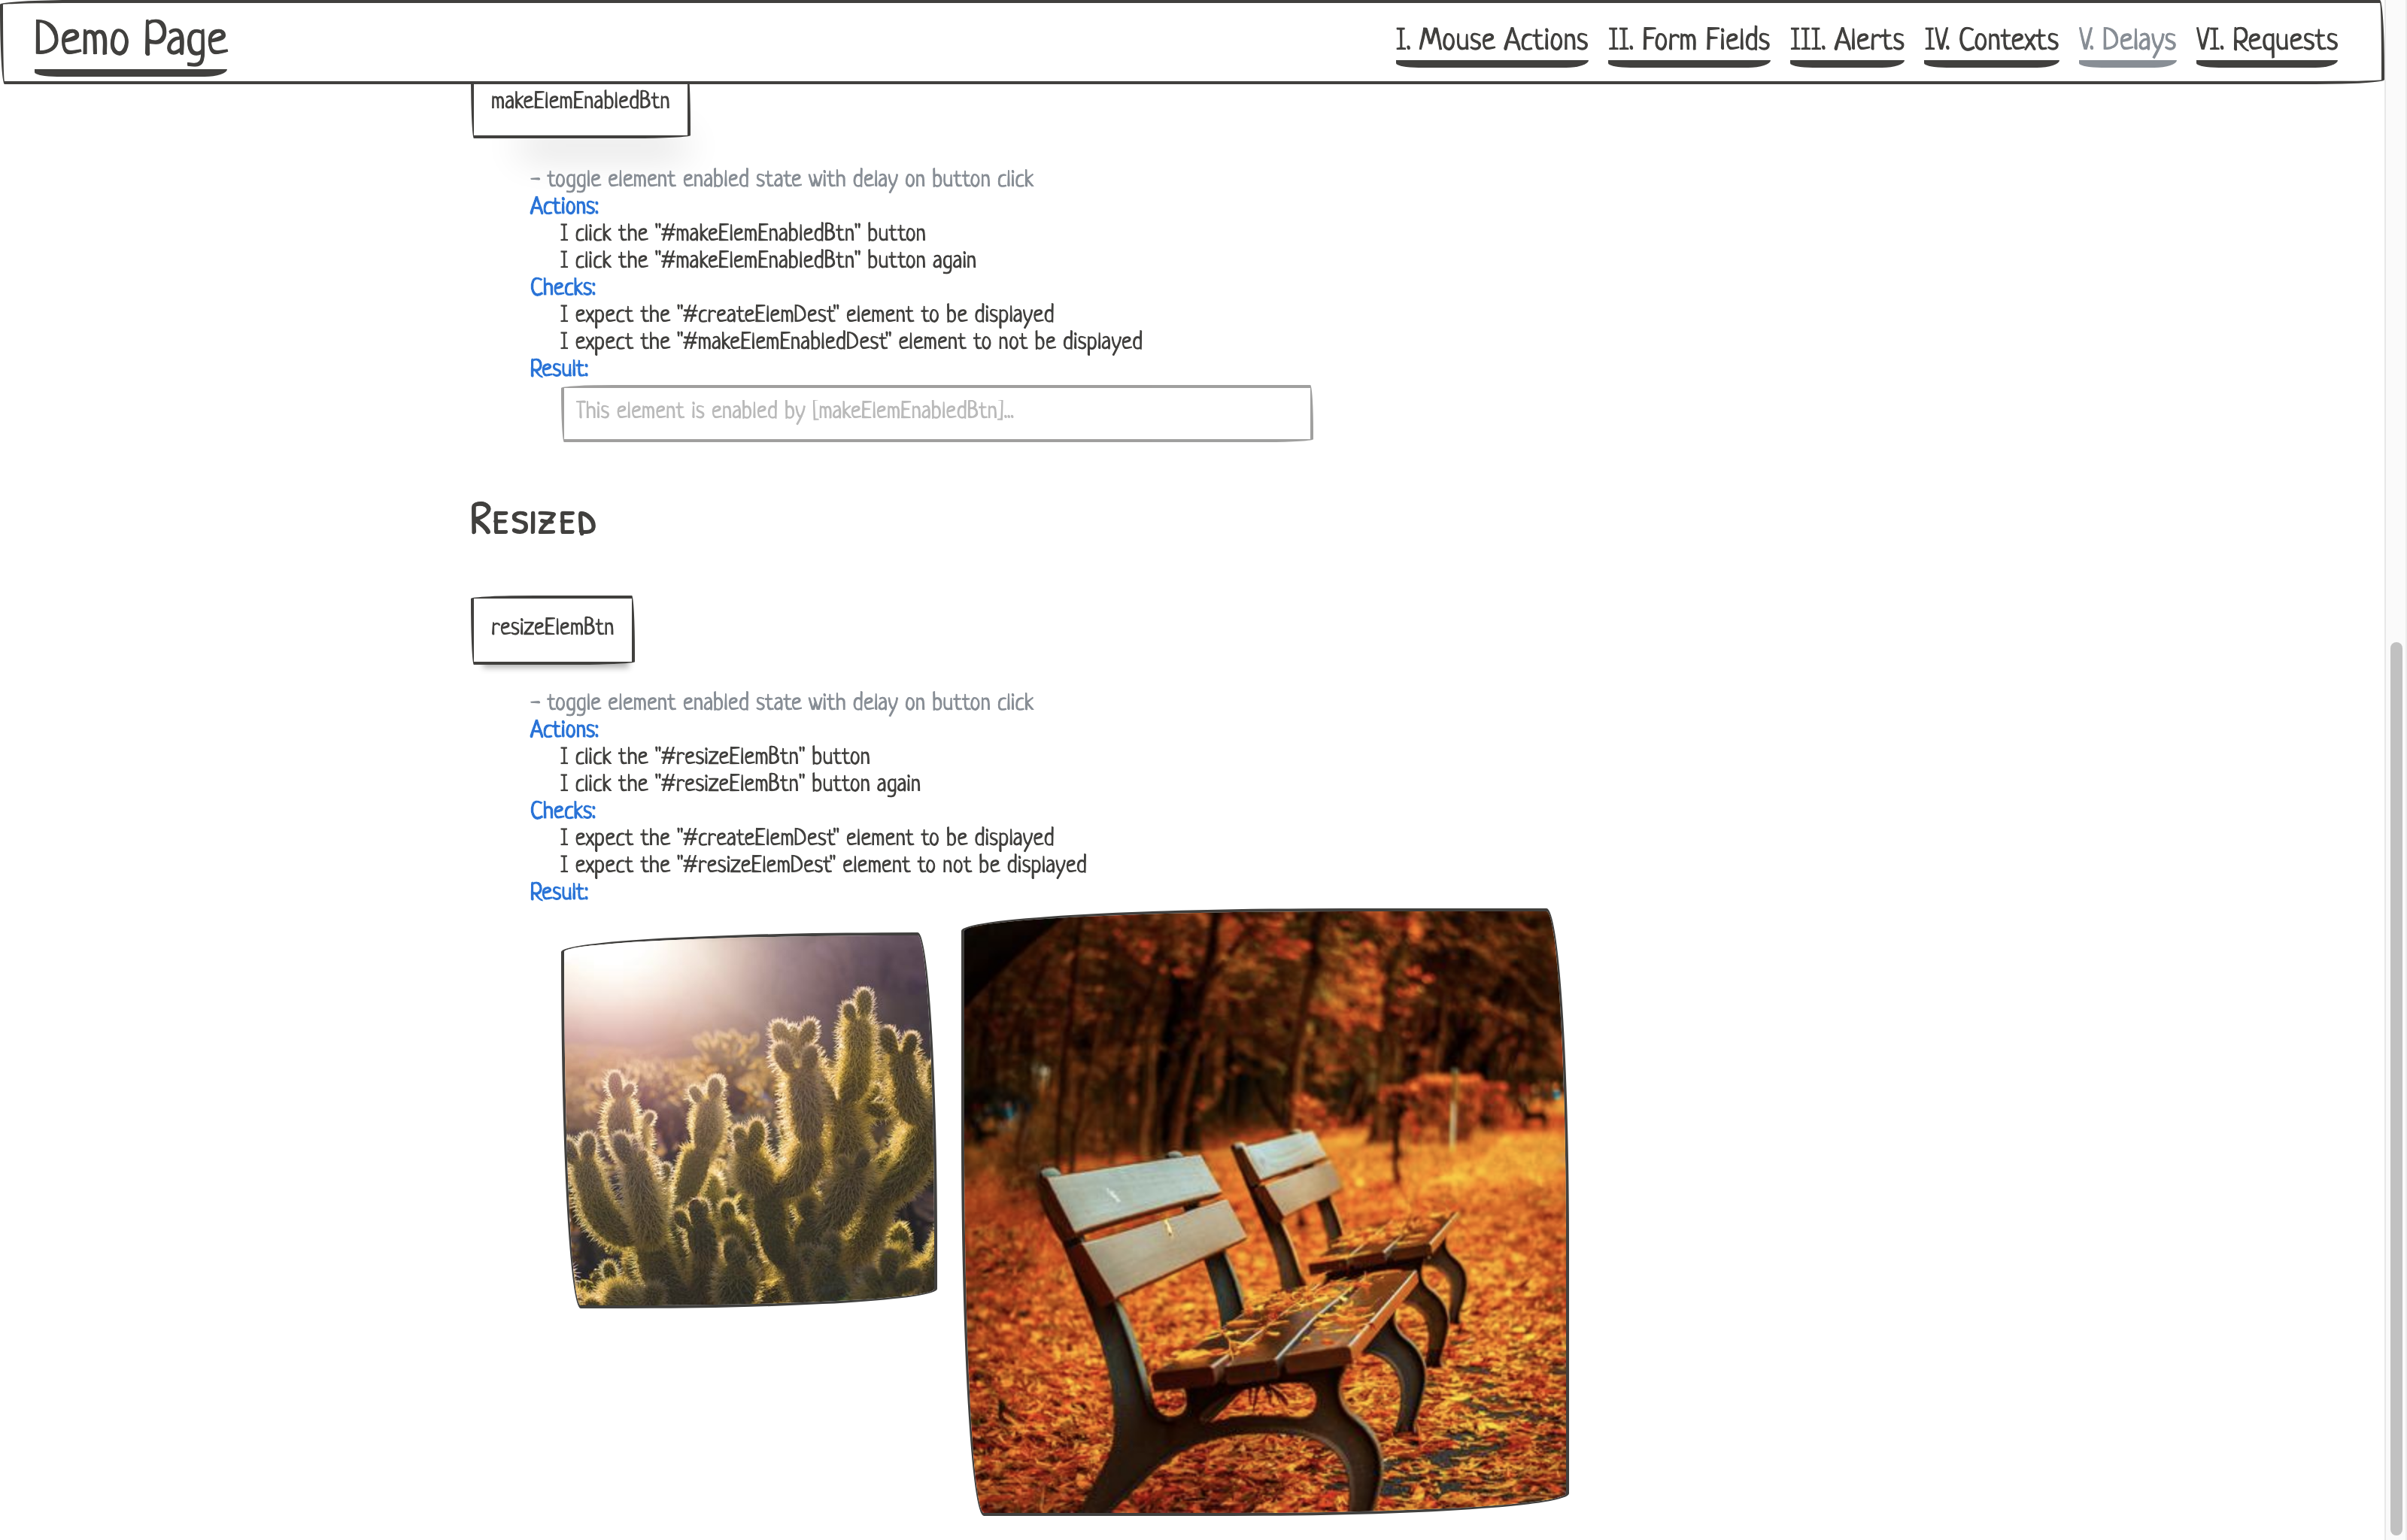 Demo Page
I. Mouse Actions II. Form Fields III. Alerts IV. Contexts V. Delays VI. Requests
makeElemEnabledBtn
- toggle element enabled state with delay on button click
Actions:
I click the "#makeElemEnabledBtn" button
I click the "#makeElemEnabledBtn" button again
Checks:
I expect the "#createElemDest" element to be displayed
I expect the "#makeElemEnabledDest" element to not be displayed
Result:
This element is enabled by [makeElemEnabledBtn]...
Resized
resizeElemBtn
- toggle element enabled state with delay on button click
Actions:
I click the "#resizeElemBtn" button
I click the "#resizeElemBtn" button again
Checks:
I expect the "#createElemDest" element to be displayed
I expect the "#resizeElemDest" element to not be displayed
Result: